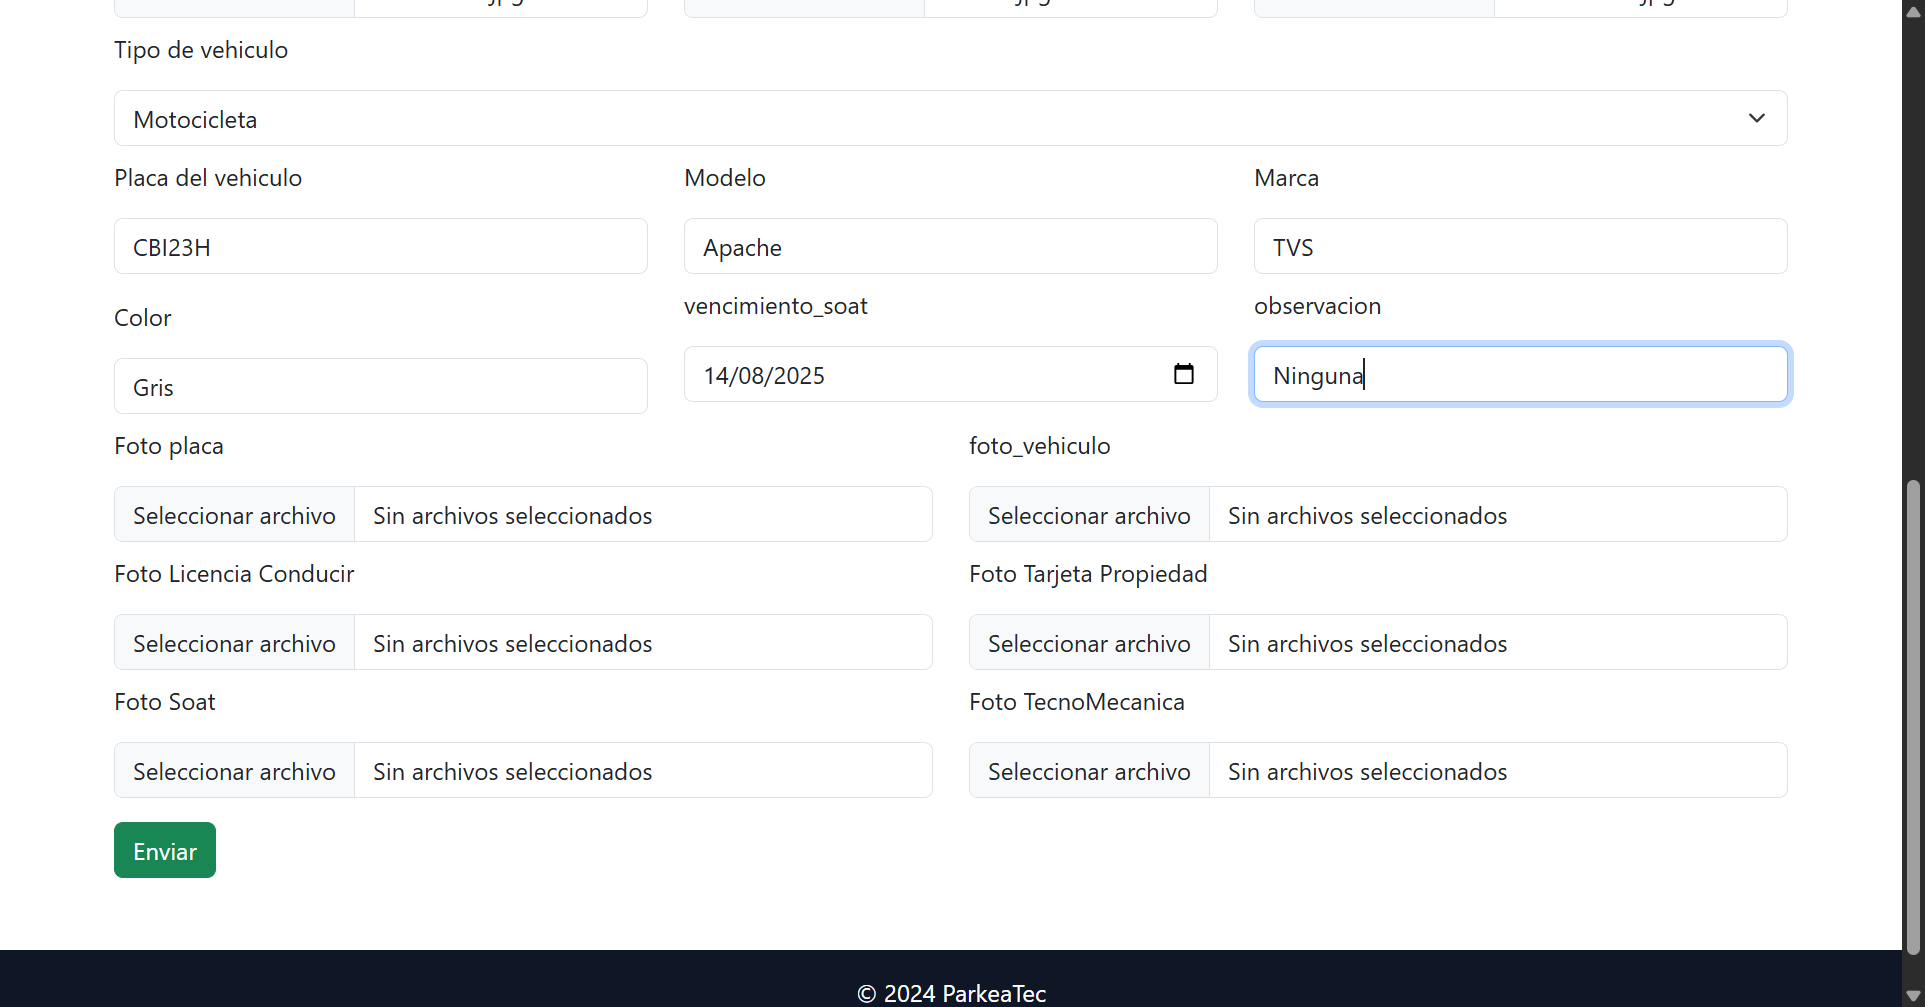 Tipo de vehiculo
Motocicleta
Placa del vehiculo
Modelo
Marca
CBI23H
Apache
TVS
Color
vencimiento_soat
observacion
Gris
14/08/2025
Ninguna
Foto placa
foto_vehiculo
Seleccionar archivo Sin archivos seleccionados
Seleccionar archivo Sin archivos seleccionados
Foto Licencia Conducir
Foto Tarjeta Propiedad
Seleccionar archivo Sin archivos seleccionados
Seleccionar archivo Sin archivos seleccionados
Foto Soat
Foto TecnoMecanica
Seleccionar archivo Sin archivos seleccionados
Seleccionar archivo Sin archivos seleccionados
Enviar
© 2024 ParkeaTec